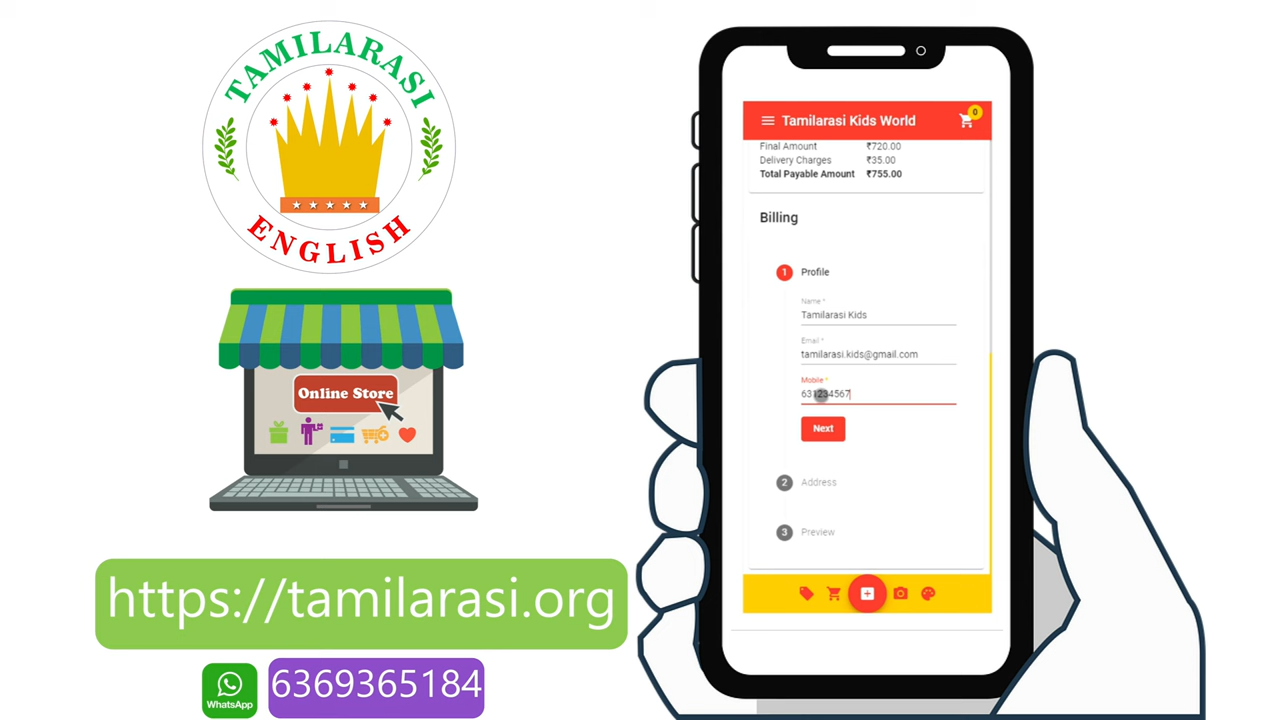 TAMILARASI
ENGLISH
Online Store
https://tamilarasi.org
WhatsApp
6369365184
Tamilarasi Kids World
0
Final Amount ₹720.00
Delivery Charges ₹35.00
Total Payable Amount ₹755.00
Billing
1 Profile
Name *
Tamilarasi Kids
Email *
tamilarasi.kids@gmail.com
Mobile *
631234567
Next
2 Address
3 Preview